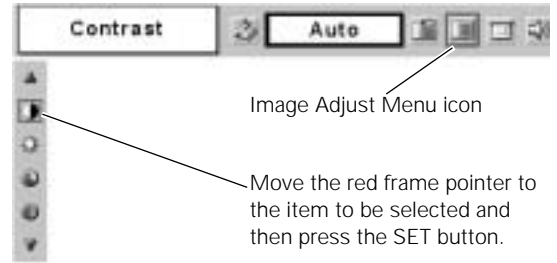 Contrast
Auto
Image Adjust Menu icon
Move the red frame pointer to
the item to be selected and
then press the SET button.